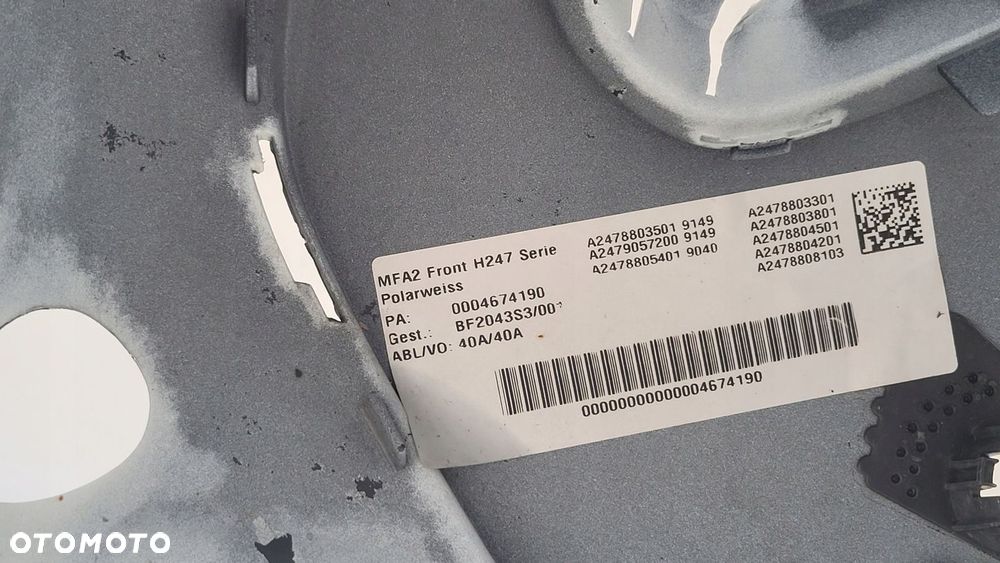 MFA2 Front H247 Serie
Polarweiss
PA: 0004674190
Gest.: BF2043S3/00
ABL/VO: 40A/40A
A2478803501 9149
A2479057200 9149
A2478805401 9040
A2478803301
A2478803801
A2478804501
A2478804201
A2478808103
00000000000004674190
OTOMOTO